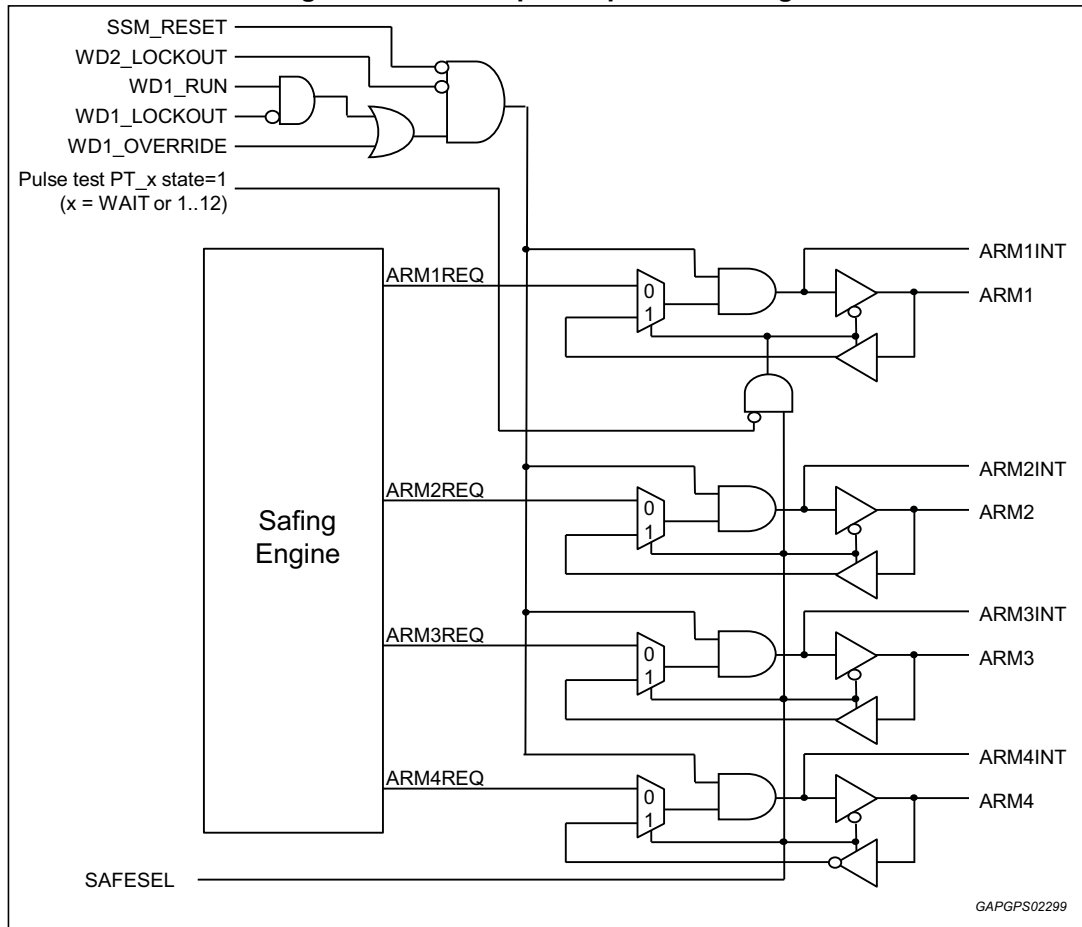 SSM_RESET
WD2_LOCKOUT
WD1_RUN
WD1_LOCKOUT
WD1_OVERRIDE
Pulse test PT_x state=1
(x = WAIT or 1..12)
ARM1REQ
0
1
ARM1INT
ARM1
ARM2REQ
0
1
ARM2INT
ARM2
Safing
Engine
ARM3REQ
0
1
ARM3INT
ARM3
ARM4REQ
0
1
ARM4INT
ARM4
SAFESEL
GAPGPS02299